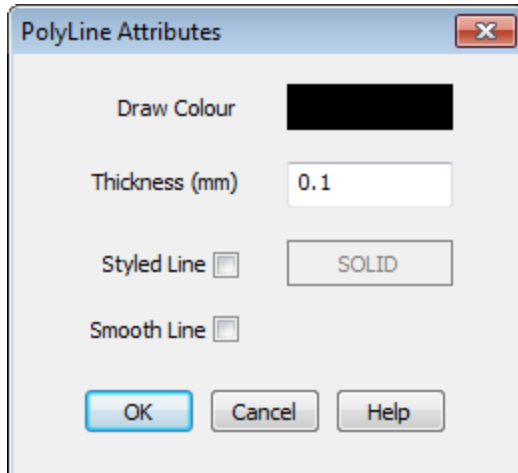 PolyLine Attributes
Draw Colour
Thickness (mm) 0.1
Styled Line SOLID
Smooth Line
OK Cancel Help